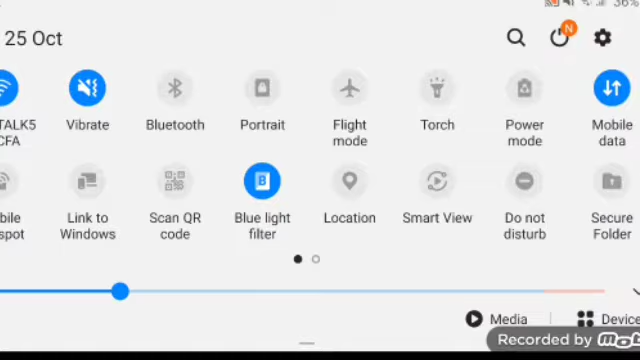 36%
25 Oct
N
TALK5
CFA
Vibrate
Bluetooth
Portrait
Flight
mode
Torch
Power
mode
Mobile
data
bile
spot
Link to
Windows
Scan QR
code
B
Blue light
filter
Location
Smart View
Do not
disturb
Secure
Folder
Media
Device
Recorded by